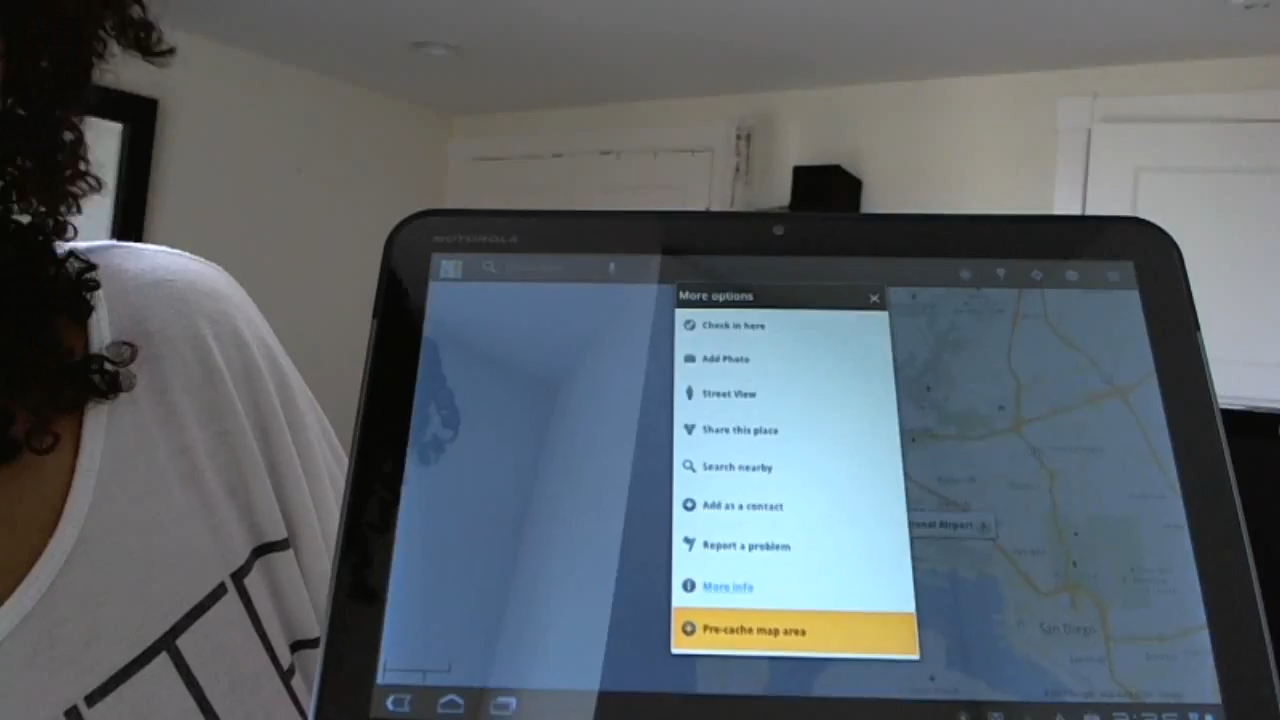 MOTOROLA
More options
Check in here
Add Photo
Street View
Share this place
Search nearby
Add as a contact
Report a problem
More info
Pre-cache map area
Airport
San Diego